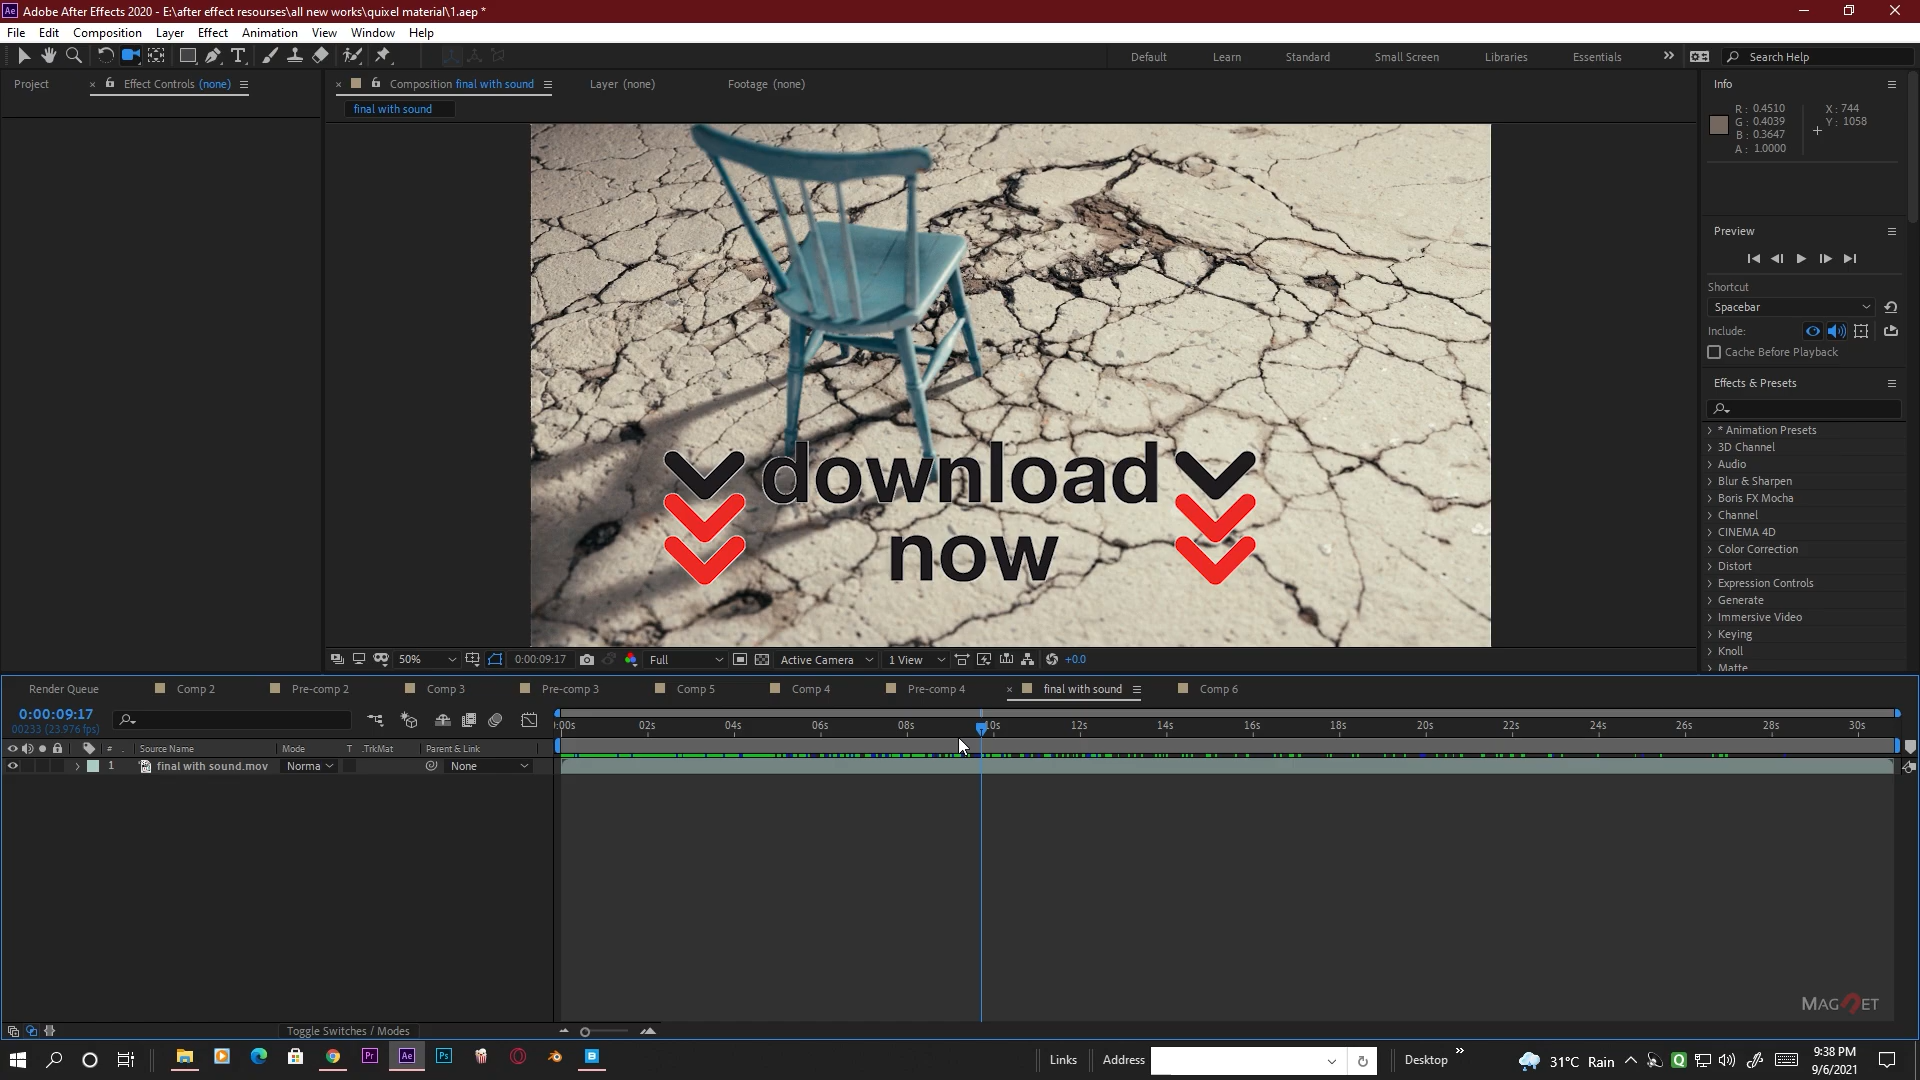 Ae Adobe After Effects 2020 - E:\after effect resourses\all new works\quixel material\1.aep *
File Edit Composition Layer Effect Animation View Window Help
Default Learn Standard Small Screen Libraries Essentials Search Help
Project
Effect Controls (none)
Composition final with sound
Layer (none)
Footage (none)
final with sound
download
now
50% 0:00:09:17 Full Active Camera 1 View +0.0
Info
R: 0.4510
G: 0.4039
B: 0.3647
A: 1.0000
X: 744
Y: 1058
Preview
Shortcut
Spacebar
Include:
Cache Before Playback
Effects & Presets
* Animation Presets
3D Channel
Audio
Blur & Sharpen
Boris FX Mocha
Channel
CINEMA 4D
Color Correction
Distort
Expression Controls
Generate
Immersive Video
Keying
Knoll
Matte
Render Queue Comp 2 Pre-comp 2 Comp 3 Pre-comp 3 Comp 5 Comp 4 Pre-comp 4 final with sound Comp 6
0:00:09:17
00233 (23.976 fps)
:00s 02s 04s 06s 08s 10s 12s 14s 16s 18s 20s 22s 24s 26s 28s 30s
# . Source Name Mode T .TrkMat Parent & Link
1 final with sound.mov Norma None
MAGNET
Toggle Switches / Modes
Pr Ae Ps
Links Address Desktop
31°C Rain
9:38 PM
9/6/2021